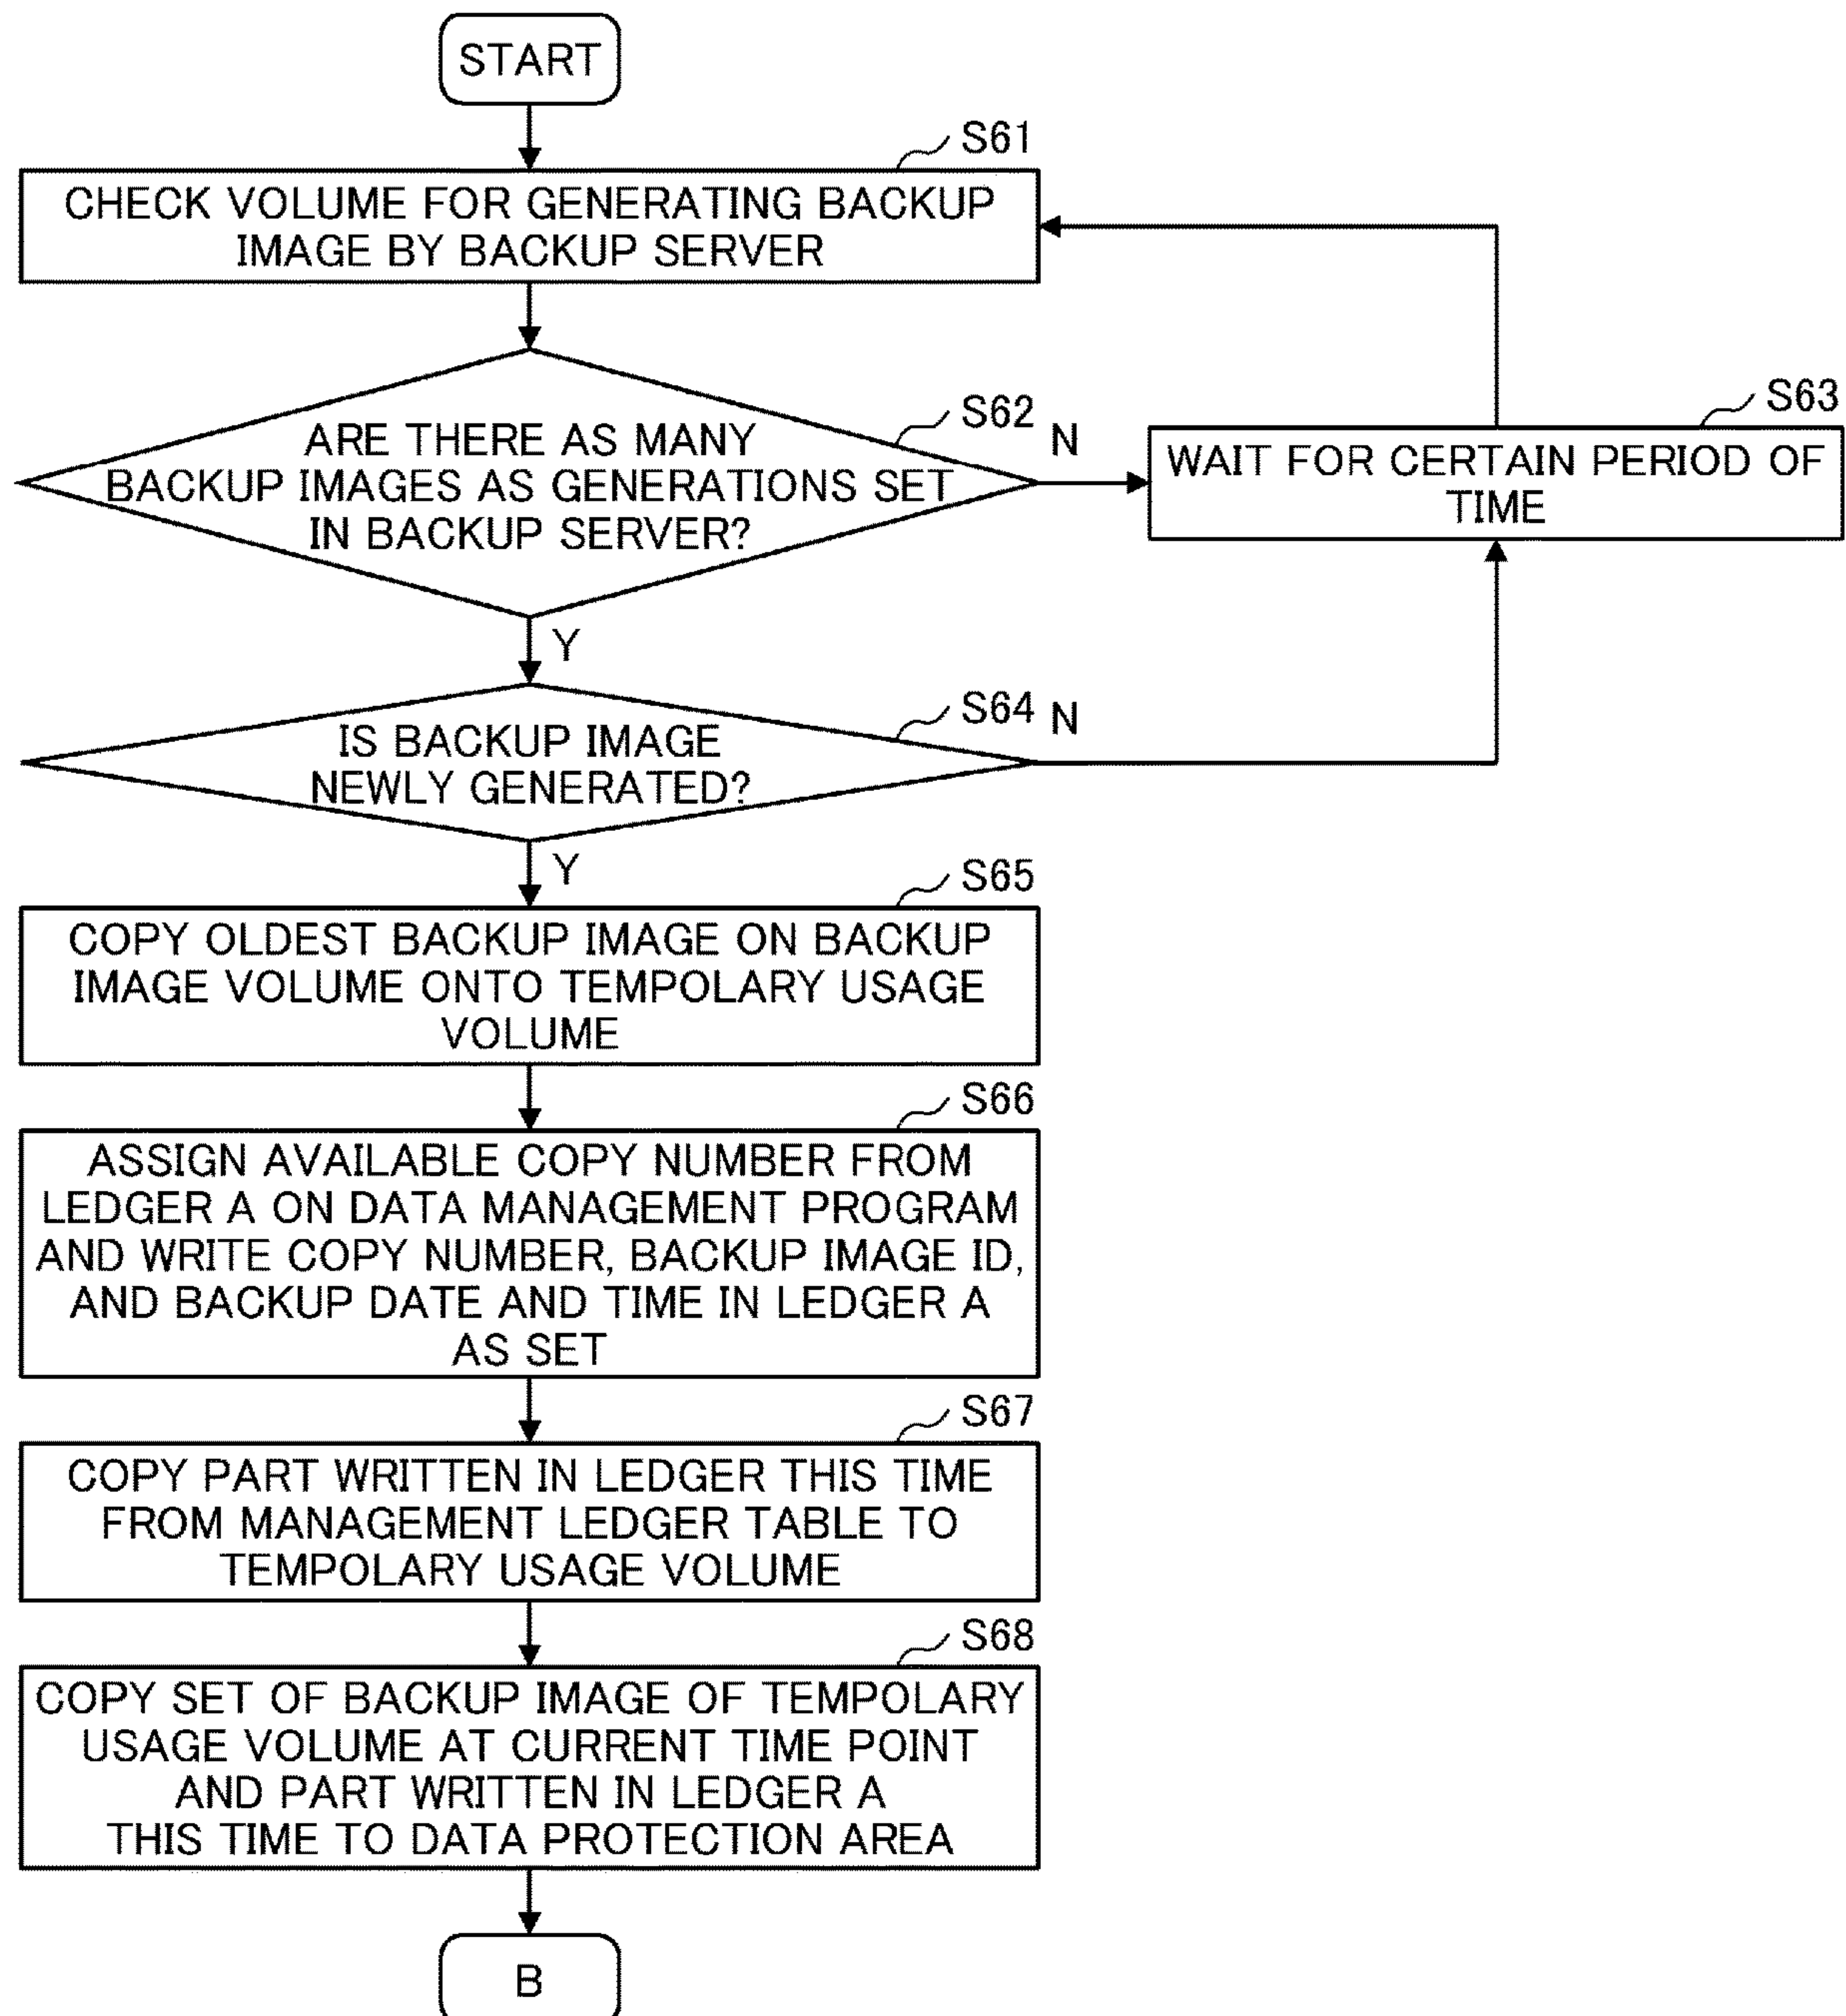 START
S61
CHECK VOLUME FOR GENERATING BACKUP
IMAGE BY BACKUP SERVER
S62
ARE THERE AS MANY
BACKUP IMAGES AS GENERATIONS SET
IN BACKUP SERVER?
N
S63
WAIT FOR CERTAIN PERIOD OF
TIME
Y
S64
N
IS BACKUP IMAGE
NEWLY GENERATED?
Y
S65
COPY OLDEST BACKUP IMAGE ON BACKUP
IMAGE VOLUME ONTO TEMPOLARY USAGE
VOLUME
S66
ASSIGN AVAILABLE COPY NUMBER FROM
LEDGER A ON DATA MANAGEMENT PROGRAM
AND WRITE COPY NUMBER, BACKUP IMAGE ID,
AND BACKUP DATE AND TIME IN LEDGER A
AS SET
S67
COPY PART WRITTEN IN LEDGER THIS TIME
FROM MANAGEMENT LEDGER TABLE TO
TEMPOLARY USAGE VOLUME
S68
COPY SET OF BACKUP IMAGE OF TEMPOLARY
USAGE VOLUME AT CURRENT TIME POINT
AND PART WRITTEN IN LEDGER A
THIS TIME TO DATA PROTECTION AREA
B